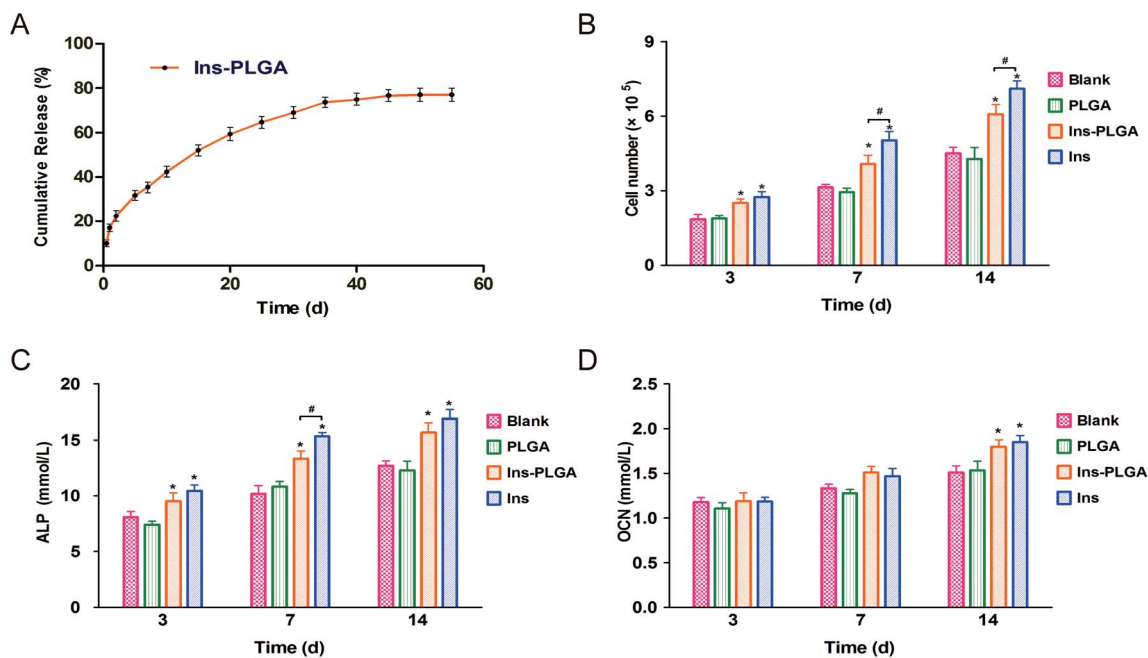 A
Cumulative Release (%)
100
80
60
40
20
0
Ins-PLGA
0 20 40 60
Time (d)
B
Cell number (× 10 5)
9
6
3
0
* *
* # *
* # *
3 7 14
Time (d)
Blank
PLGA
Ins-PLGA
Ins
C
ALP (mmol/L)
20
15
10
5
0
* *
* # *
* *
3 7 14
Time (d)
Blank
PLGA
Ins-PLGA
Ins
D
OCN (mmol/L)
2.5
2.0
1.5
1.0
0.5
0.0
* *
3 7 14
Time (d)
Blank
PLGA
Ins-PLGA
Ins